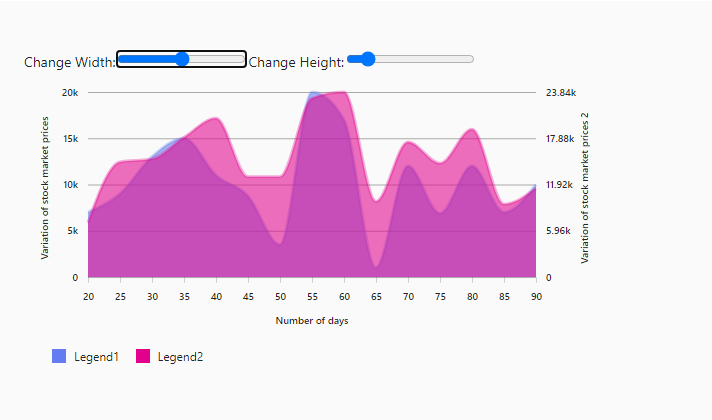 Change Width: Change Height:
20k
15k
10k
5k
0
Variation of stock market prices
23.84k
17.88k
11.92k
5.96k
0
Variation of stock market prices 2
20 25 30 35 40 45 50 55 60 65 70 75 80 85 90
Number of days
Legend1 Legend2